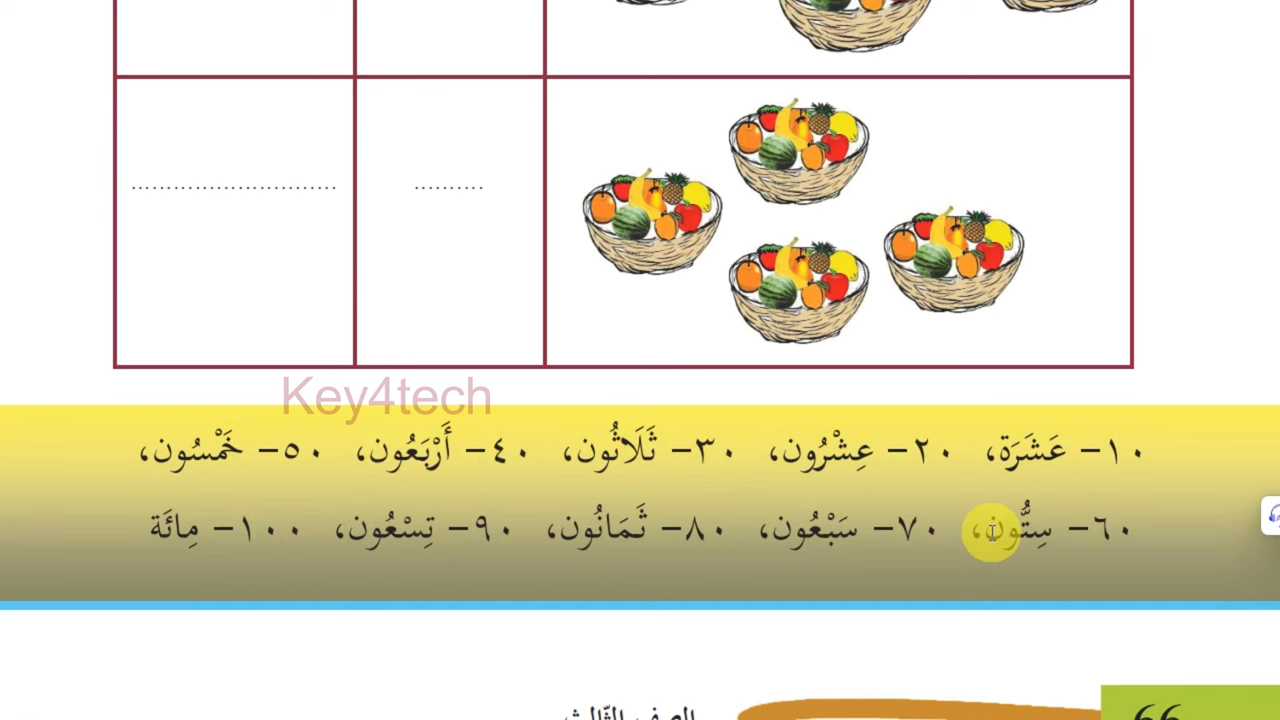 ..............................
..........
Key4tech
١٠- عَشَرَة، ٢٠- عِشْرُون، ٣٠- ثَلَاثُون، ٤٠- أَرْبَعُون، ٥٠- خَمْسُون،
٦٠- سِتُّون، ٧٠- سَبْعُون، ٨٠- ثَمَانُون، ٩٠- تِسْعُون، ١٠٠- مِائَة